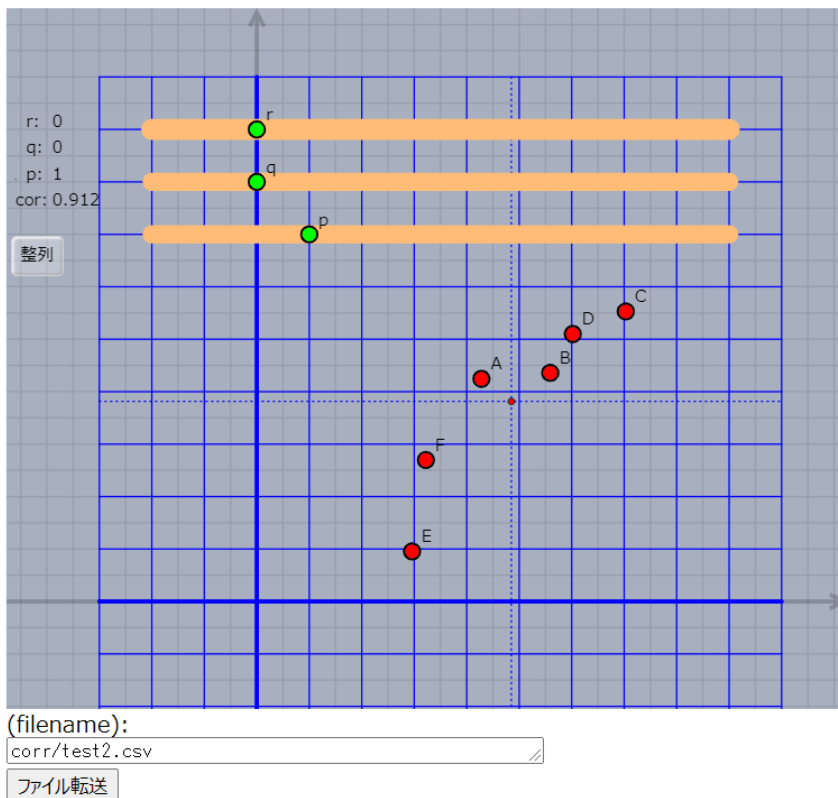 r
r: 0
q
q: 0
p: 1
cor: 0.912
p
整列
C
D
B
A
F
E
(filename):
corr/test2.csv
ファイル転送